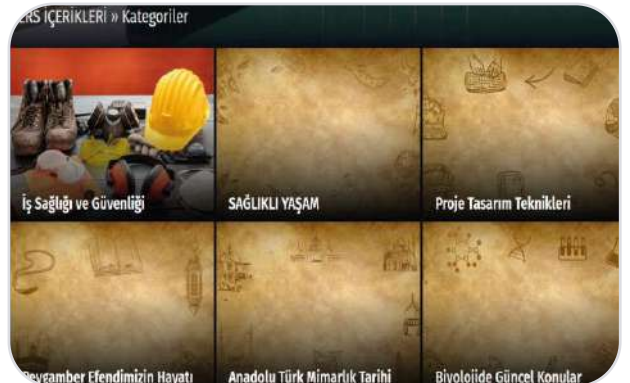 ERS İÇERİKLERİ » Kategoriler
İş Sağlığı ve Güvenliği
SAĞLIKLI YAŞAM
Proje Tasarım Teknikleri
Peygamber Efendimizin Hayatı
Anadolu Türk Mimarlık Tarihi
Biyolojide Güncel Konular